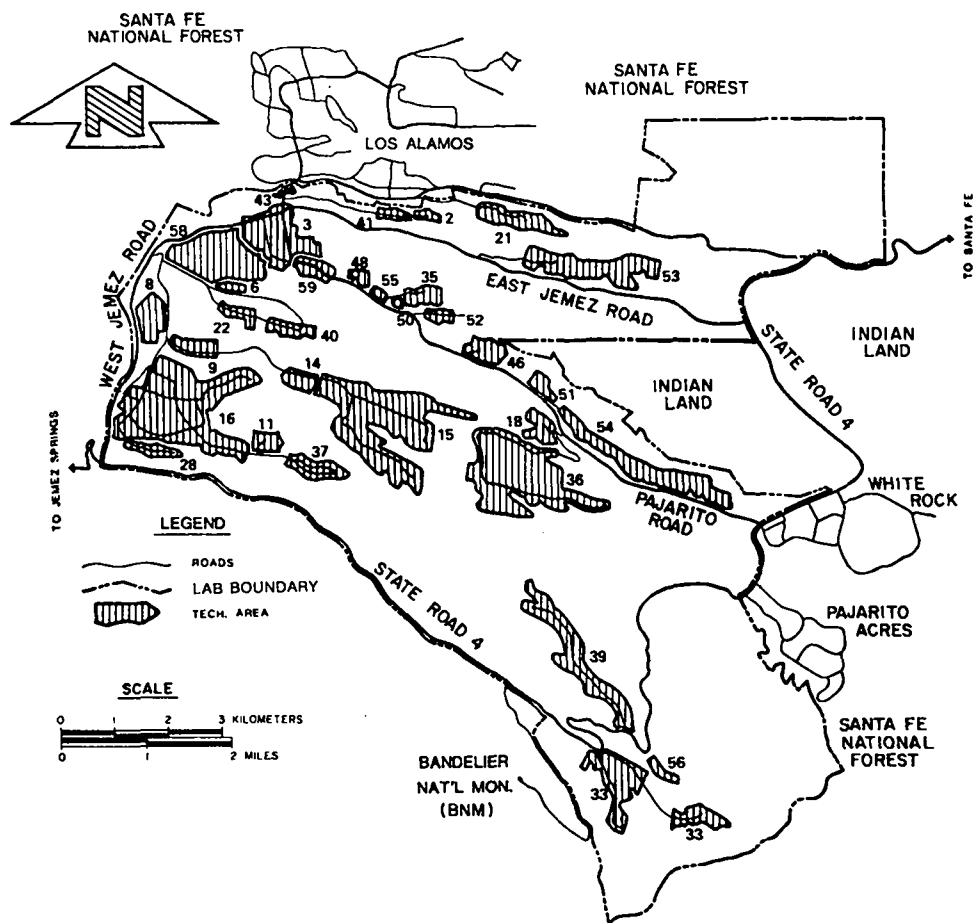 SANTA FE
NATIONAL FOREST
N
SANTA FE
NATIONAL FOREST
LOS ALAMOS
TO SANTA FE
43
3
41
2
21
58
WEST JEMEZ ROAD
8
6
59
48
55
35
53
50
52
EAST JEMEZ ROAD
STATE ROAD 4
INDIAN
LAND
22
40
9
14
46
51
INDIAN
LAND
54
16
11
37
15
18
36
28
TO JEMEZ SPRINGS
PAJARITO
ROAD
WHITE
ROCK
LEGEND
ROADS
LAB BOUNDARY
TECH. AREA
STATE ROAD 4
PAJARITO
ACRES
39
SCALE
0 1 2 3 KILOMETERS
0 1 2 MILES
BANDELIER
NAT'L MON.
(BNM)
33
56
33
SANTA FE
NATIONAL
FOREST